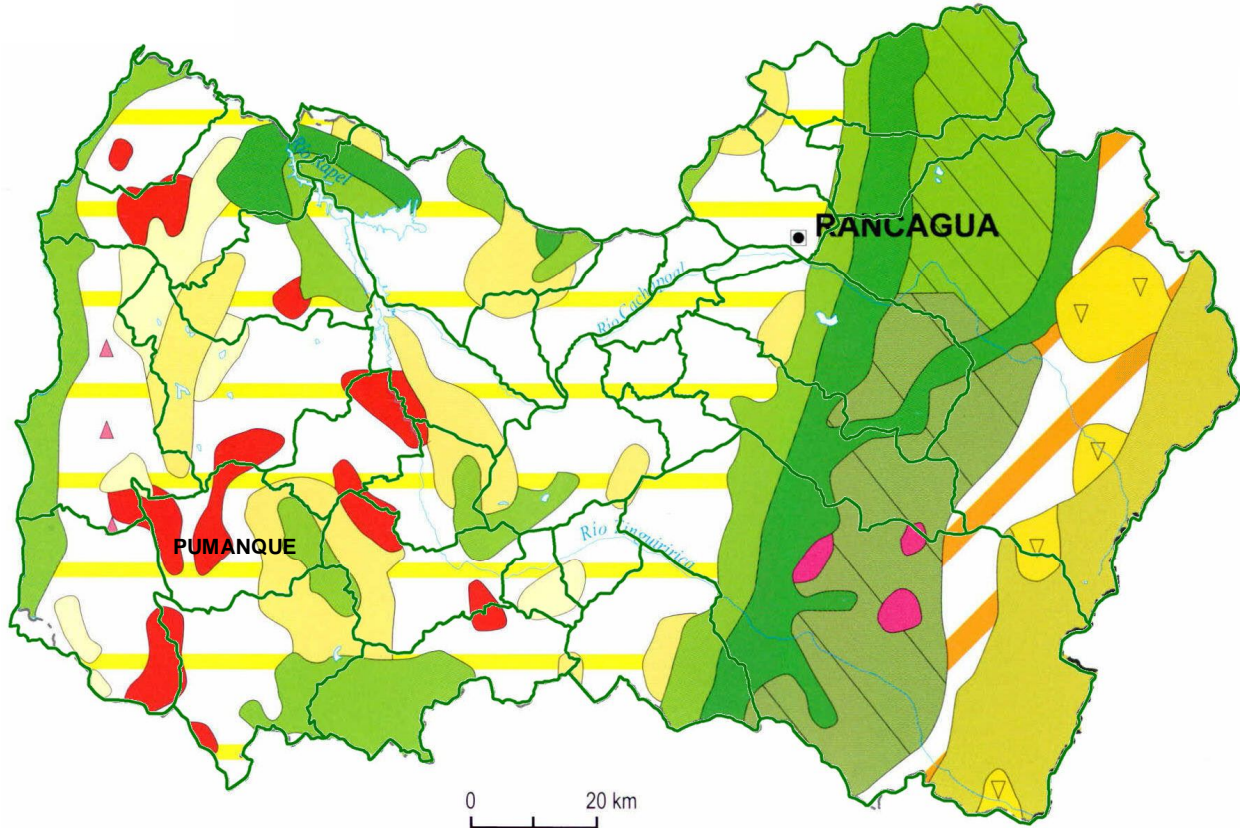 Río Rapel
RANCAGUA
Río Cachapoal
Río Tinguiririca
PUMANQUE
0 20 km